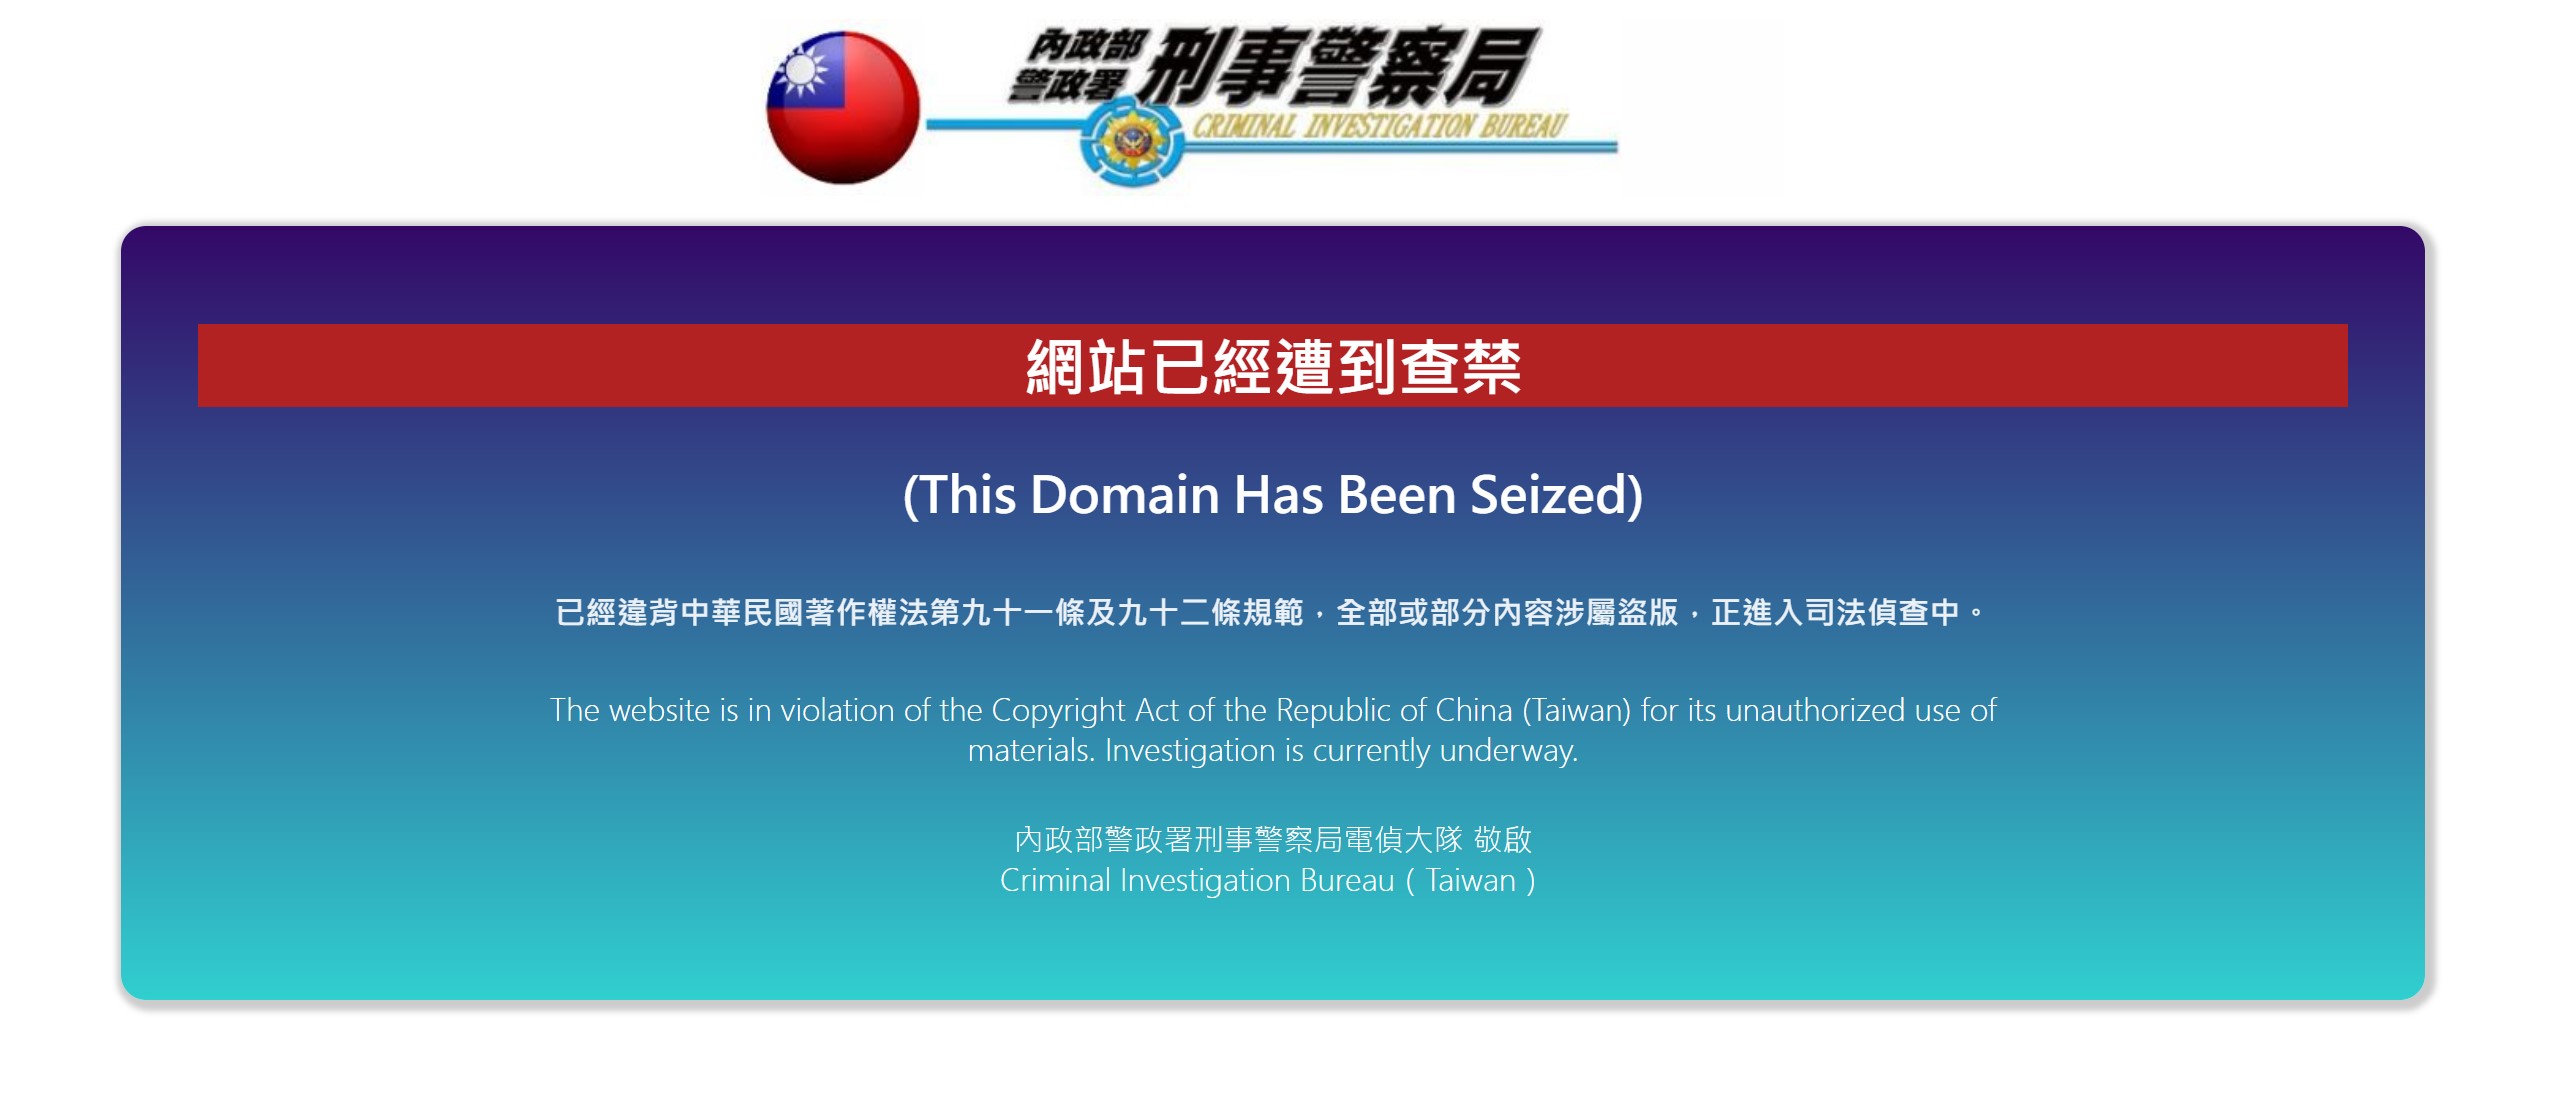 內政部
警政署
刑事警察局
CRIMINAL INVESTIGATION BUREAU
網站已經遭到查禁
(This Domain Has Been Seized)
已經違背中華民國著作權法第九十一條及九十二條規範，全部或部分內容涉屬盜版，正進入司法偵查中。
The website is in violation of the Copyright Act of the Republic of China (Taiwan) for its unauthorized use of
materials. Investigation is currently underway.
內政部警政署刑事警察局電偵大隊 敬啟
Criminal Investigation Bureau ( Taiwan )